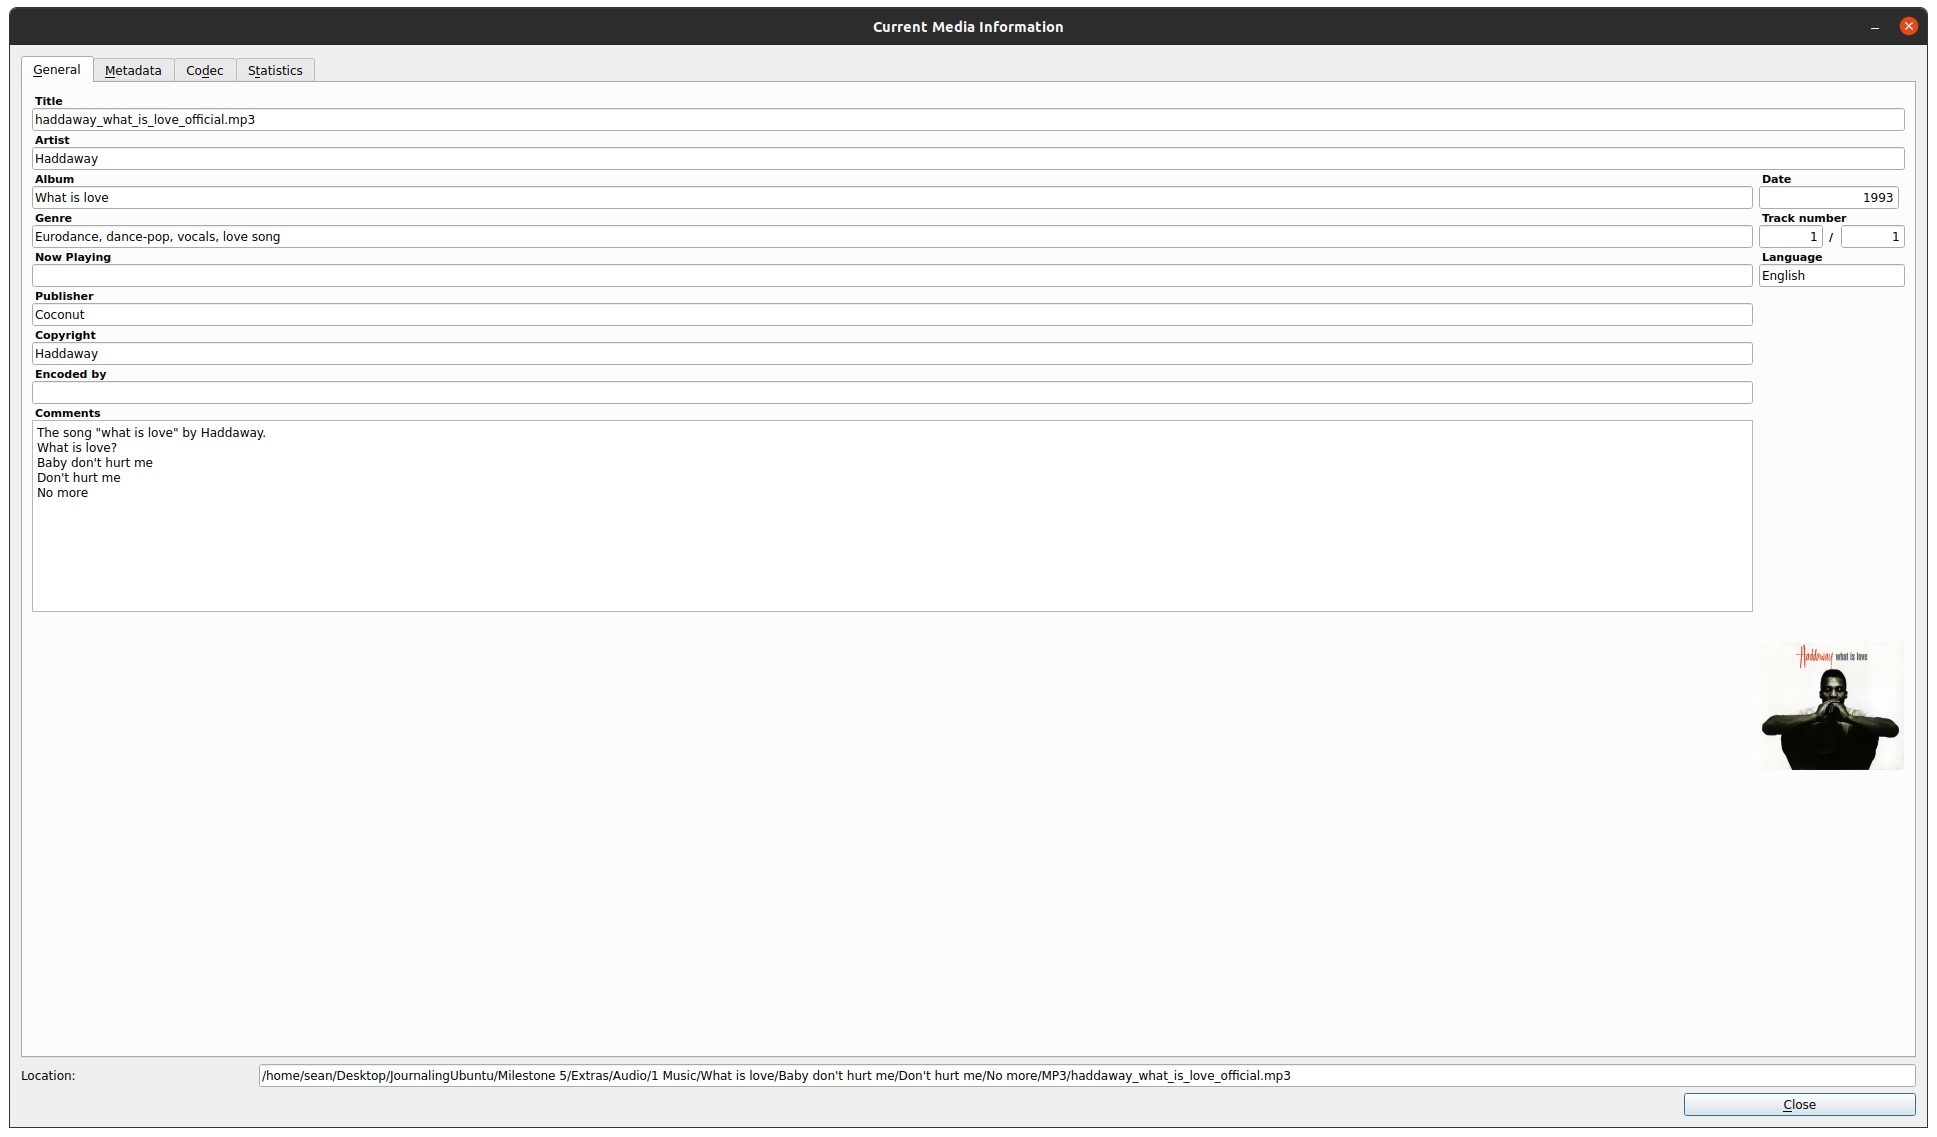 Current Media Information
General Metadata Codec Statistics
Title
haddaway_what_is_love_official.mp3
Artist
Haddaway
Album Date
What is love 1993
Genre Track number
Eurodance, dance-pop, vocals, love song 1 / 1
Now Playing Language
English
Publisher
Coconut
Copyright
Haddaway
Encoded by
Comments
The song "what is love" by Haddaway.
What is love?
Baby don't hurt me
Don't hurt me
No more
Haddaway what is love
Location: /home/sean/Desktop/JournalingUbuntu/Milestone 5/Extras/Audio/1 Music/What is love/Baby don't hurt me/Don't hurt me/No more/MP3/haddaway_what_is_love_official.mp3
Close